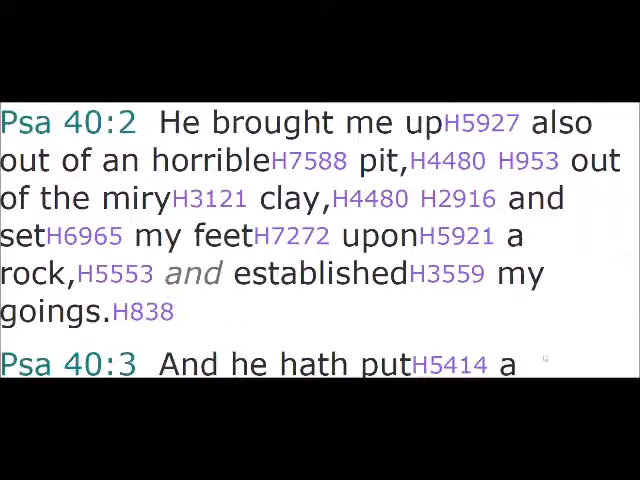 Psa 40:2 He brought me upH5927 also
out of an horribleH7588 pit,H4480 H953 out
of the miryH3121 clay,H4480 H2916 and
setH6965 my feetH7272 uponH5921 a
rock,H5553 and establishedH3559 my
goings.H838
Psa 40:3 And he hath putH5414 a